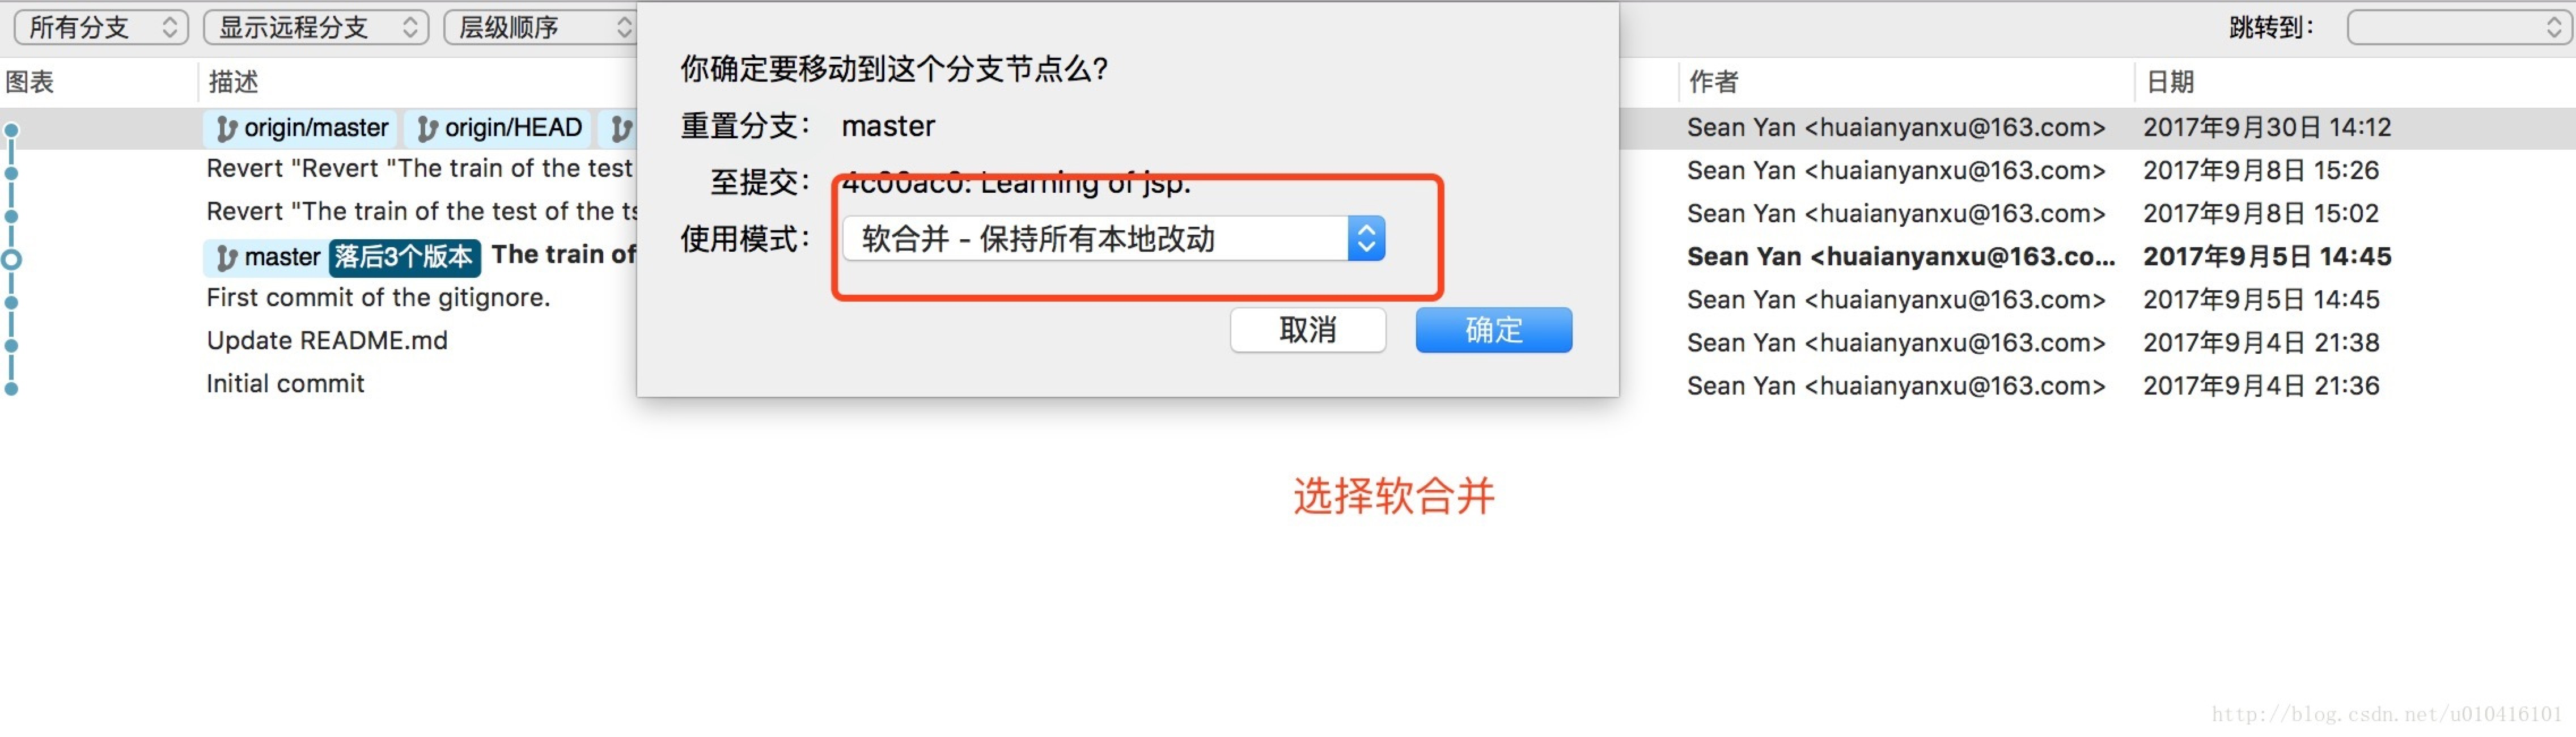 所有分支 显示远程分支 层级顺序 跳转到：
图表 描述 作者 日期
你确定要移动到这个分支节点么？
重置分支： master
至提交： 4c00ac0: Learning of jsp.
使用模式： 软合并 - 保持所有本地改动
取消 确定
origin/master origin/HEAD Sean Yan <huaianyanxu@163.com> 2017年9月30日 14:12
Revert "Revert "The train of the test Sean Yan <huaianyanxu@163.com> 2017年9月8日 15:26
Revert "The train of the test of the ts Sean Yan <huaianyanxu@163.com> 2017年9月8日 15:02
master 落后3个版本 The train of Sean Yan <huaianyanxu@163.co... 2017年9月5日 14:45
First commit of the gitignore. Sean Yan <huaianyanxu@163.com> 2017年9月5日 14:45
Update README.md Sean Yan <huaianyanxu@163.com> 2017年9月4日 21:38
Initial commit Sean Yan <huaianyanxu@163.com> 2017年9月4日 21:36
选择软合并
http://blog.csdn.net/u010416101